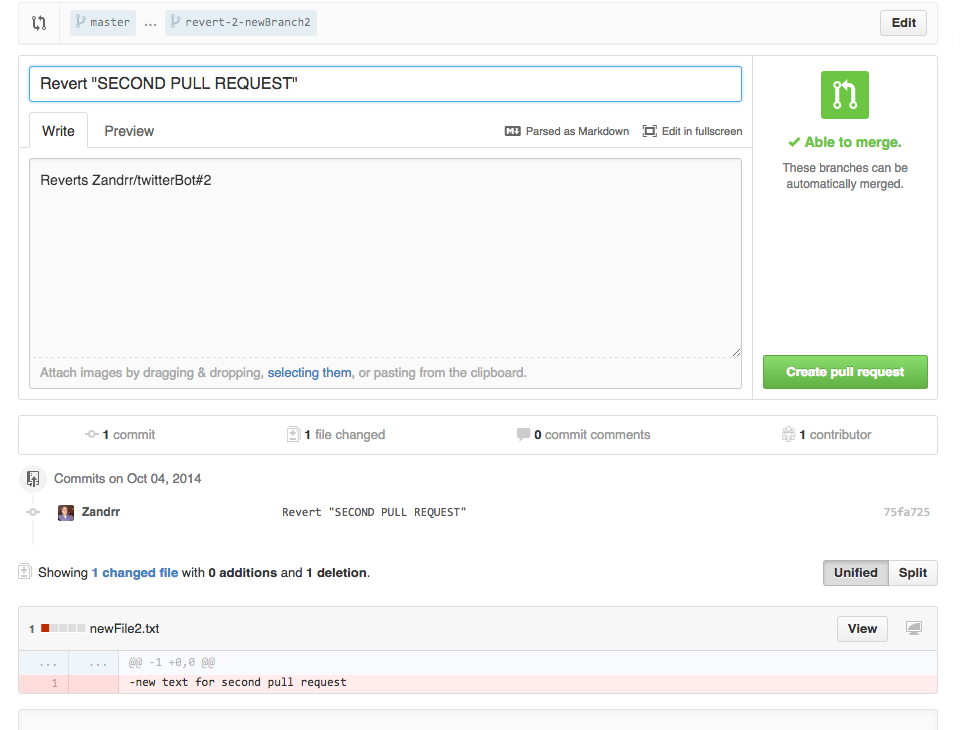 master ... revert-2-newBranch2 Edit
Revert "SECOND PULL REQUEST"
Write Preview Parsed as Markdown Edit in fullscreen
Reverts Zandrr/twitterBot#2
Able to merge.
These branches can be
automatically merged.
Attach images by dragging & dropping, selecting them, or pasting from the clipboard.
Create pull request
1 commit 1 file changed 0 commit comments 1 contributor
Commits on Oct 04, 2014
Zandrr Revert "SECOND PULL REQUEST" 75fa725
Showing 1 changed file with 0 additions and 1 deletion.
Unified Split
1 newFile2.txt View
... ... @@ -1 +0,0 @@
1 -new text for second pull request